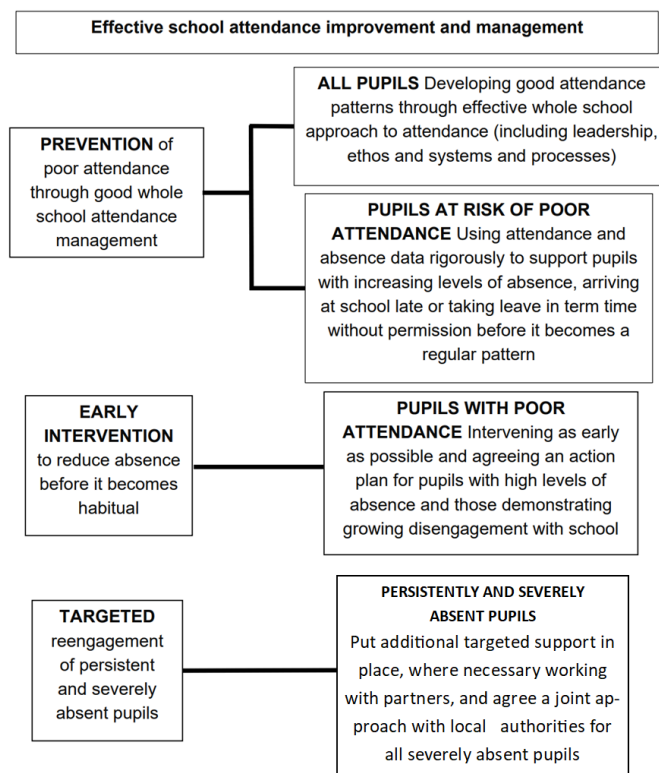 Effective school attendance improvement and management
PREVENTION of
poor attendance
through good whole
school attendance
management
ALL PUPILS Developing good attendance
patterns through effective whole school
approach to attendance (including leadership,
ethos and systems and processes)
PUPILS AT RISK OF POOR
ATTENDANCE Using attendance and
absence data rigorously to support pupils
with increasing levels of absence, arriving
at school late or taking leave in term time
without permission before it becomes a
regular pattern
EARLY
INTERVENTION
to reduce absence
before it becomes
habitual
PUPILS WITH POOR
ATTENDANCE Intervening as early
as possible and agreeing an action
plan for pupils with high levels of
absence and those demonstrating
growing disengagement with school
TARGETED
reengagement
of persistent
and severely
absent pupils
PERSISTENTLY AND SEVERELY
ABSENT PUPILS
Put additional targeted support in
place, where necessary working
with partners, and agree a joint ap-
proach with local authorities for
all severely absent pupils